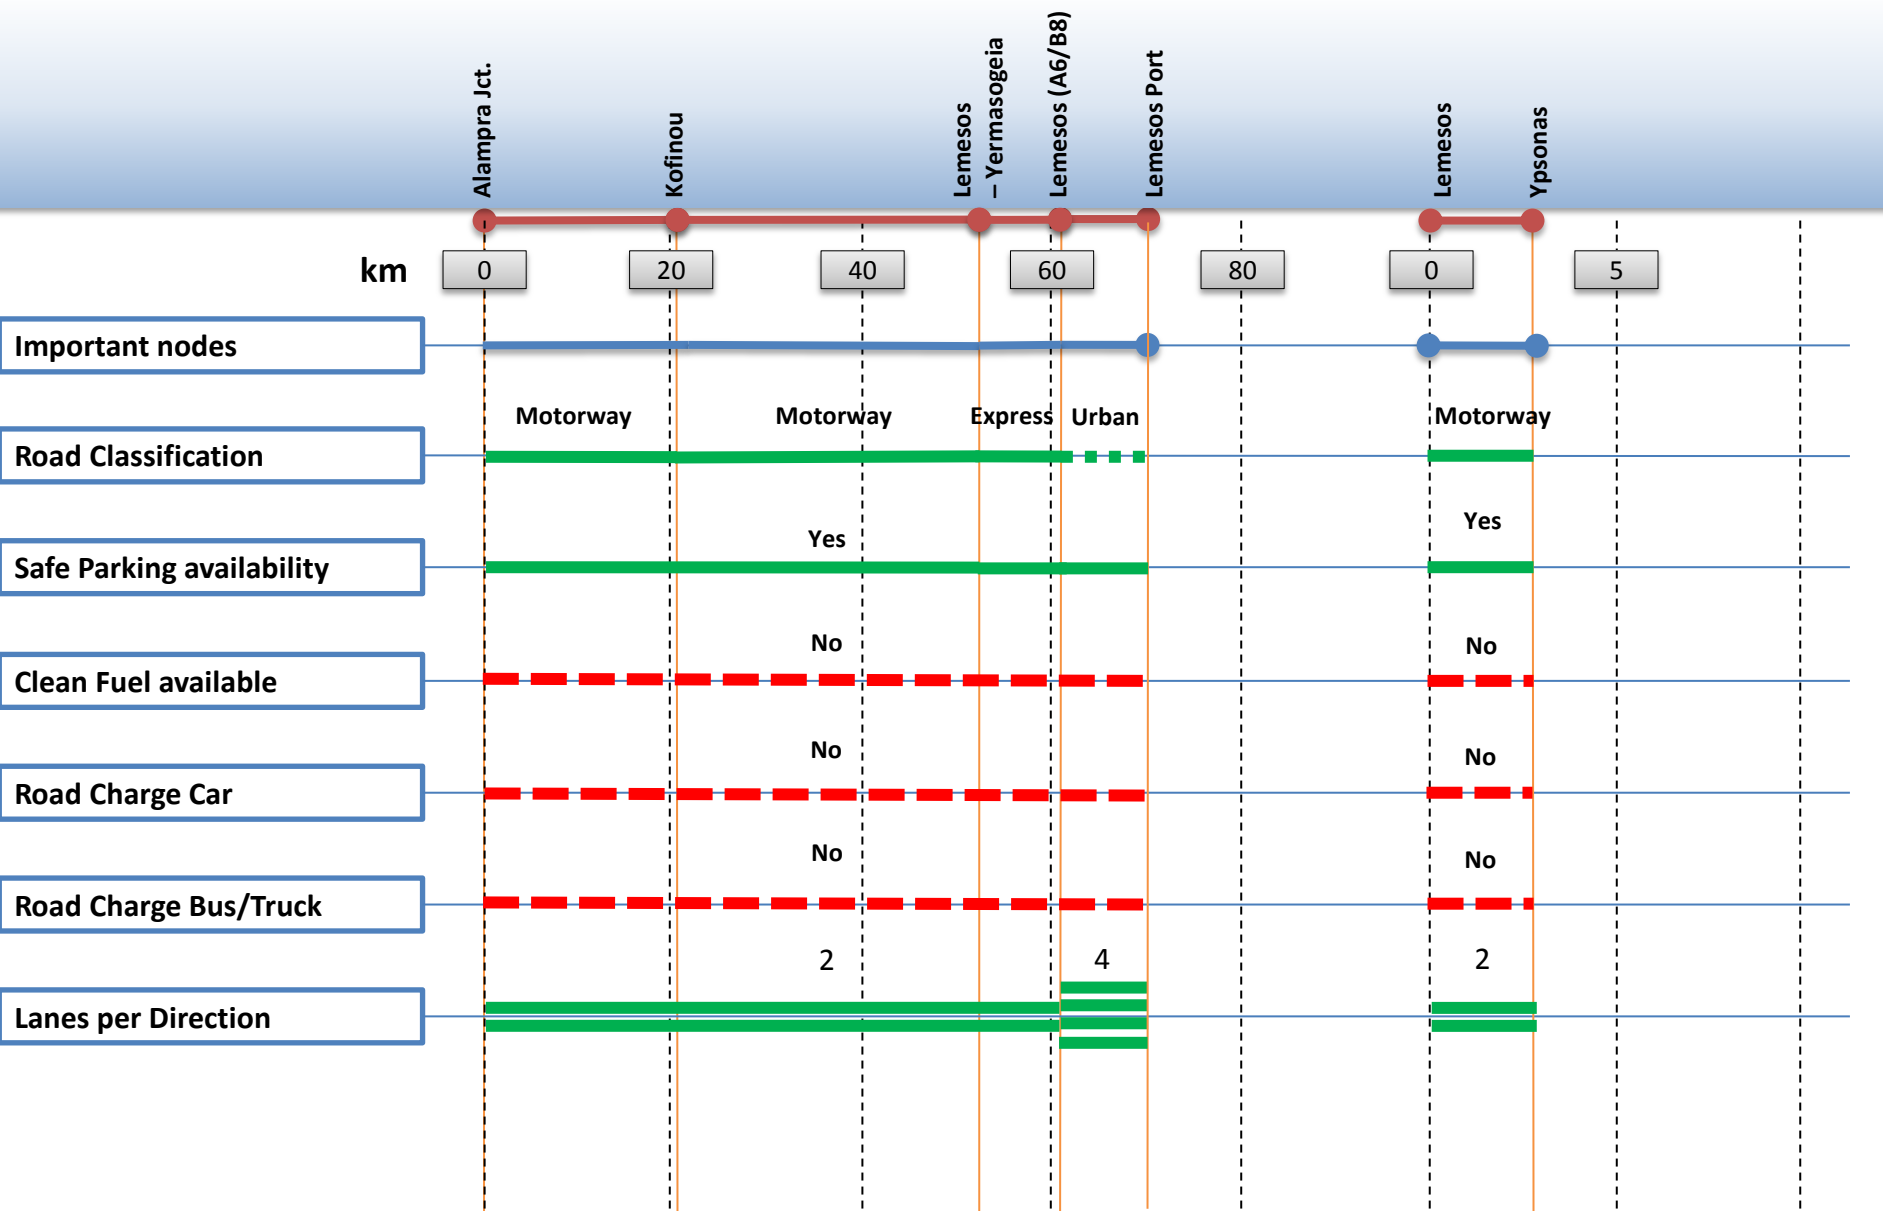 Alampra Jct.
Kofinou
Lemesos
– Yermasogeia
Lemesos (A6/B8)
Lemesos Port
Lemesos
Ypsonas
km
0
20
40
60
80
0
5
Important nodes
Motorway
Motorway
Express
Urban
Motorway
Road Classification
Yes
Yes
Safe Parking availability
No
No
Clean Fuel available
No
No
Road Charge Car
No
No
Road Charge Bus/Truck
2
4
2
Lanes per Direction